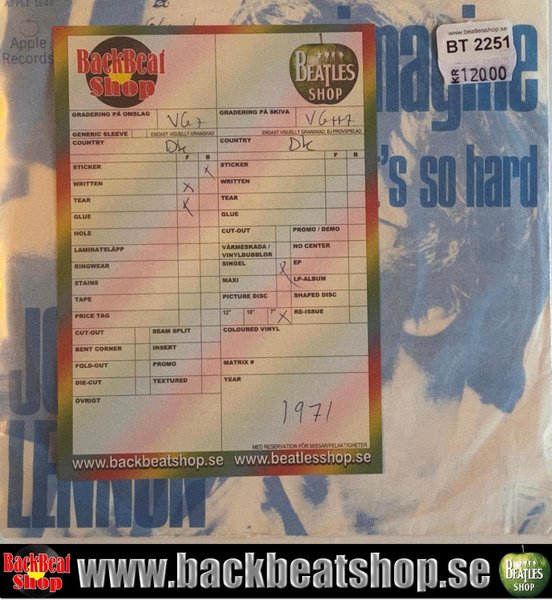 APPLE 1840
Apple
Records
imagine
it's so hard
JOHN
LENNON
www.beatlesshop.se
BT 2251
KR 120.00
BackBeat
Shop
BEATLES
SHOP
GRADERING PÅ OMSLAG
VG+
GRADERING PÅ SKIVA
VG++
GENERIC SLEEVE
ENDAST VISUELLT GRANSKAD
ENDAST VISUELLT GRANSKAD, EJ PROVSPELAD
COUNTRY
Dk
COUNTRY
Dk
F B
F B
STICKER X
WRITTEN X
TEAR X
GLUE
HOLE
LAMINATSLÄPP
RINGWEAR
STAINS
TAPE
PRICE TAG
CUT-OUT
SEAM SPLIT
BENT CORNER
INSERT
FOLD-OUT
PROMO
DIE-CUT
TEXTURED
ÖVRIGT
STICKER
WRITTEN
TEAR
GLUE
CUT-OUT
PROMO / DEMO
VÄRMESKADA /
VINYLBUBBLOR
NO CENTER
SINGEL X
EP
MAXI
LP-ALBUM
PICTURE DISC
SHAPED DISC
12" 10" 7" X
RE-ISSUE
COLOURED VINYL
MATRIX #
YEAR
1971
MED RESERVATION FÖR MISSAR/FELAKTIGHETER
www.backbeatshop.se www.beatlesshop.se
BackBeat
Shop
www.backbeatshop.se
BEATLES
SHOP